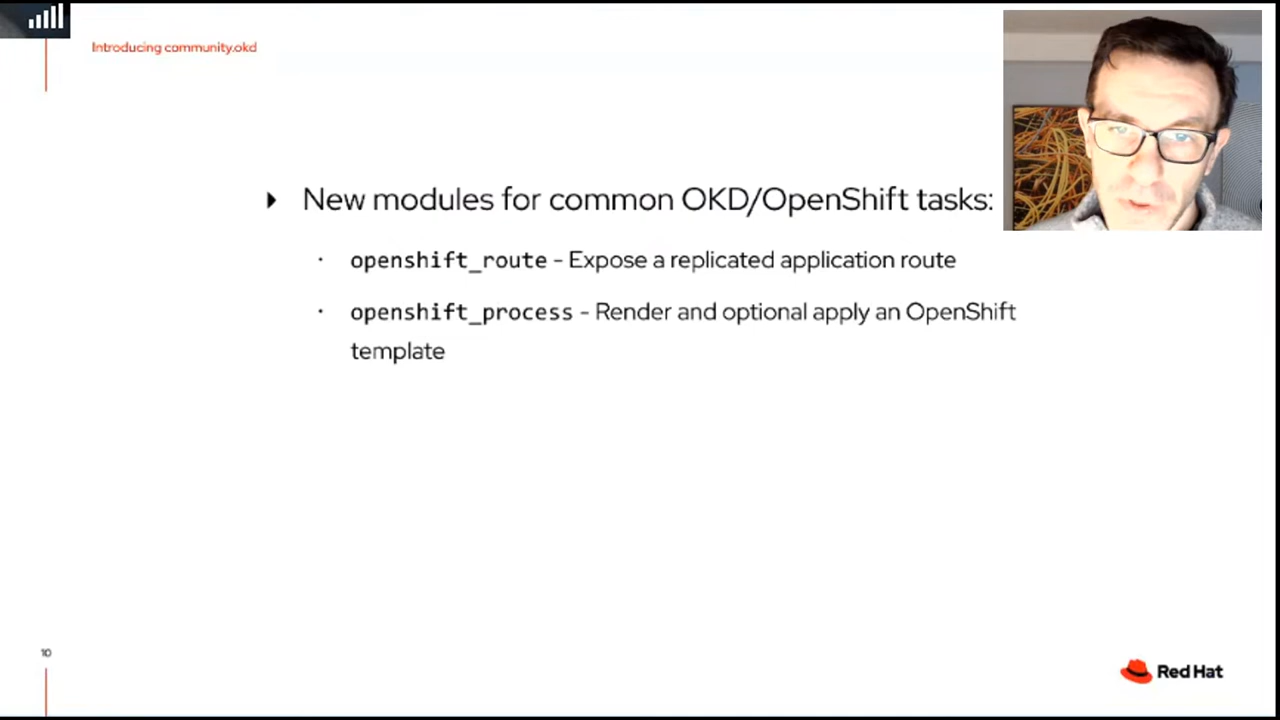 Introducing community.okd
New modules for common OKD/OpenShift tasks:
openshift_route - Expose a replicated application route
openshift_process - Render and optional apply an OpenShift
template
10
Red Hat